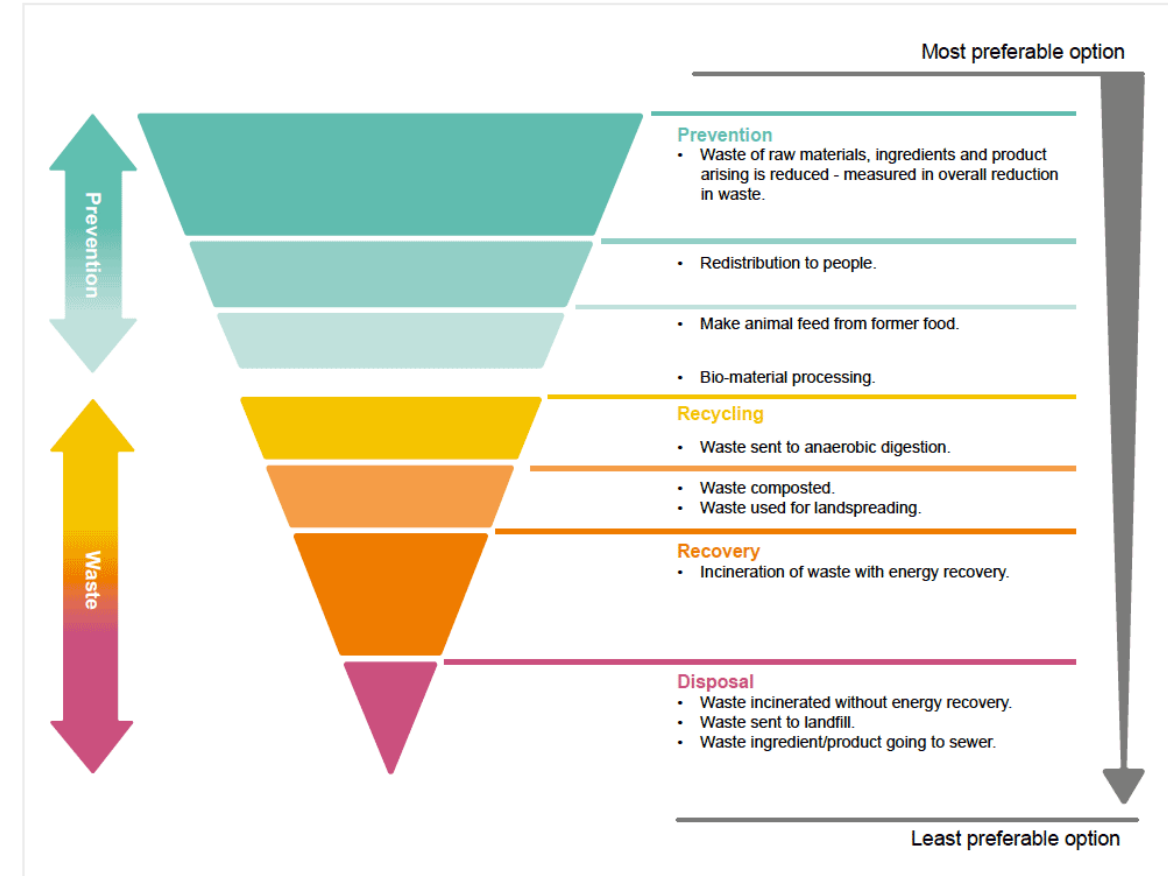 Most preferable option
Prevention
Prevention
• Waste of raw materials, ingredients and product
arising is reduced - measured in overall reduction
in waste.
• Redistribution to people.
• Make animal feed from former food.
• Bio-material processing.
Waste
Recycling
• Waste sent to anaerobic digestion.
• Waste composted.
• Waste used for landspreading.
Recovery
• Incineration of waste with energy recovery.
Disposal
• Waste incinerated without energy recovery.
• Waste sent to landfill.
• Waste ingredient/product going to sewer.
Least preferable option